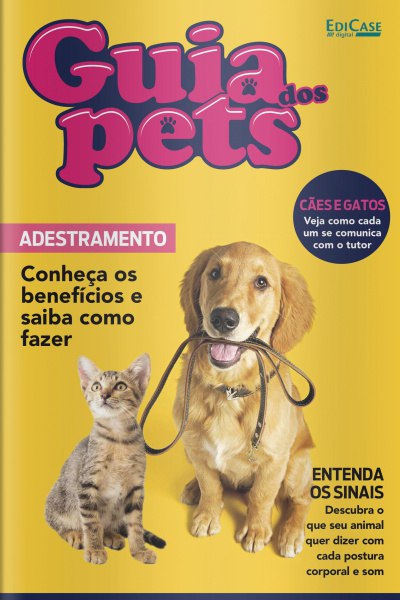 EDICASE
digital
Guia
dos
pets
CÃES E GATOS
Veja como cada
um se comunica
com o tutor
ADESTRAMENTO
Conheça os
benefícios e
saiba como
fazer
ENTENDA
OS SINAIS
Descubra o
que seu animal
quer dizer com
cada postura
corporal e som